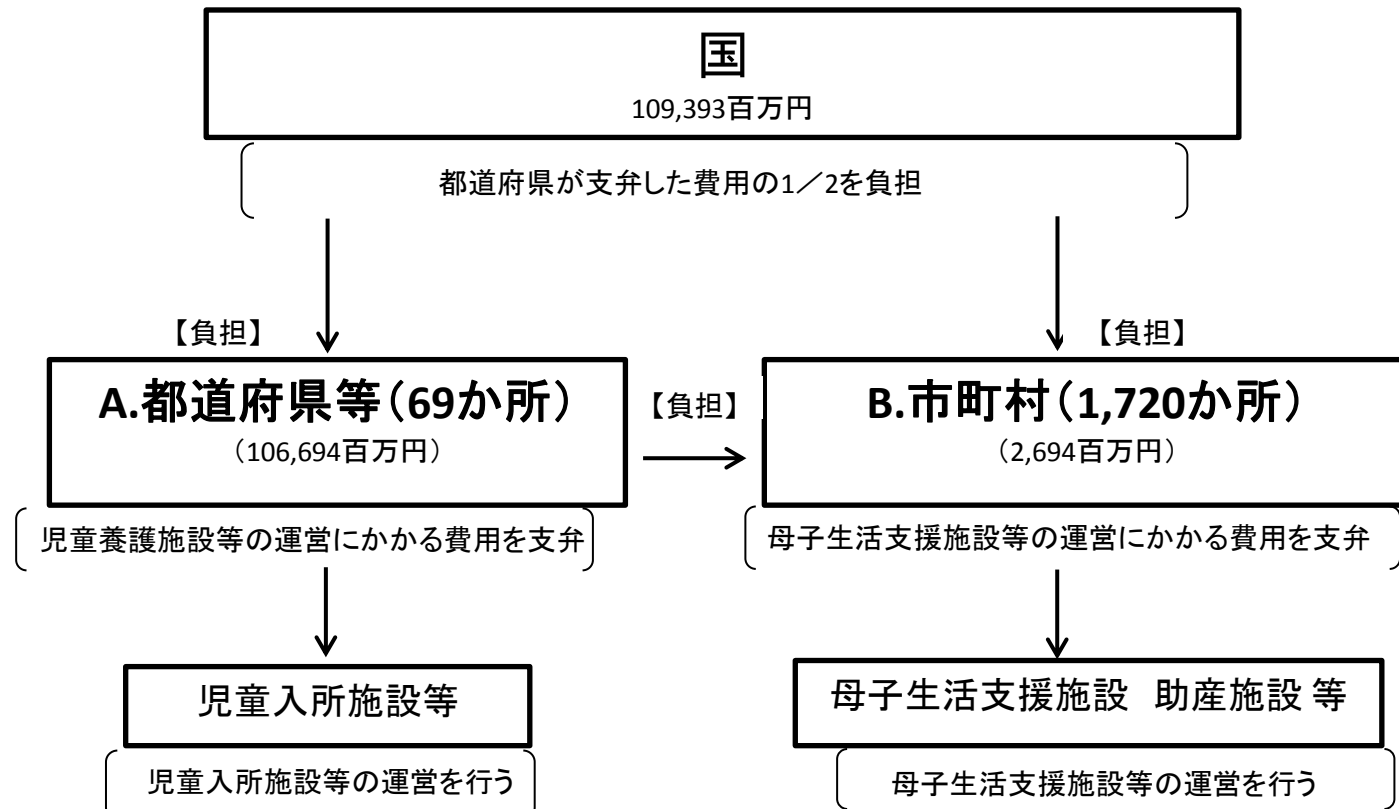 国
109,393百万円
都道府県が支弁した費用の1／2を負担
【負担】
【負担】
A.都道府県等（69か所）
（106,694百万円）
【負担】
B.市町村（1,720か所）
（2,694百万円）
児童養護施設等の運営にかかる費用を支弁
母子生活支援施設等の運営にかかる費用を支弁
児童入所施設等
母子生活支援施設　助産施設 等
児童入所施設等の運営を行う
母子生活支援施設等の運営を行う